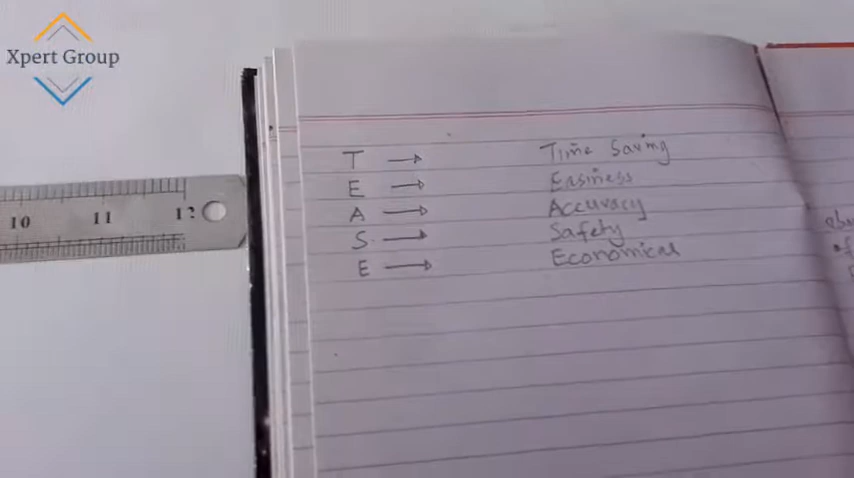 Xpert Group
T → Time Saving
E → Easiness
A → Accuracy
S → Safety
E → Economical
10 11 12